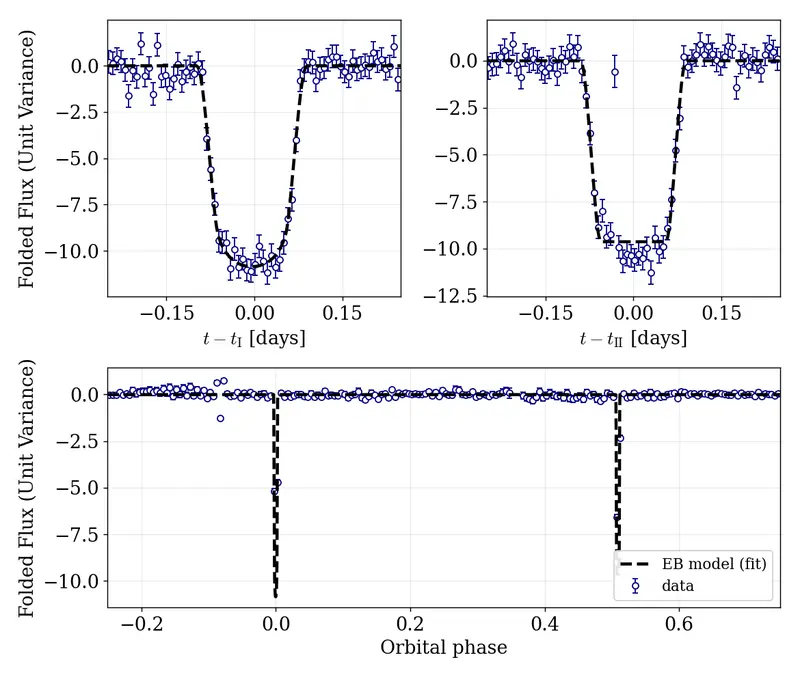 Folded Flux (Unit Variance)
0.0
−2.5
−5.0
−7.5
−10.0
−0.15 0.00 0.15
t − tI [days]
0.0
−2.5
−5.0
−7.5
−10.0
−12.5
−0.15 0.00 0.15
t − tII [days]
Folded Flux (Unit Variance)
0.0
−2.5
−5.0
−7.5
−10.0
−0.2 0.0 0.2 0.4 0.6
Orbital phase
EB model (fit)
data